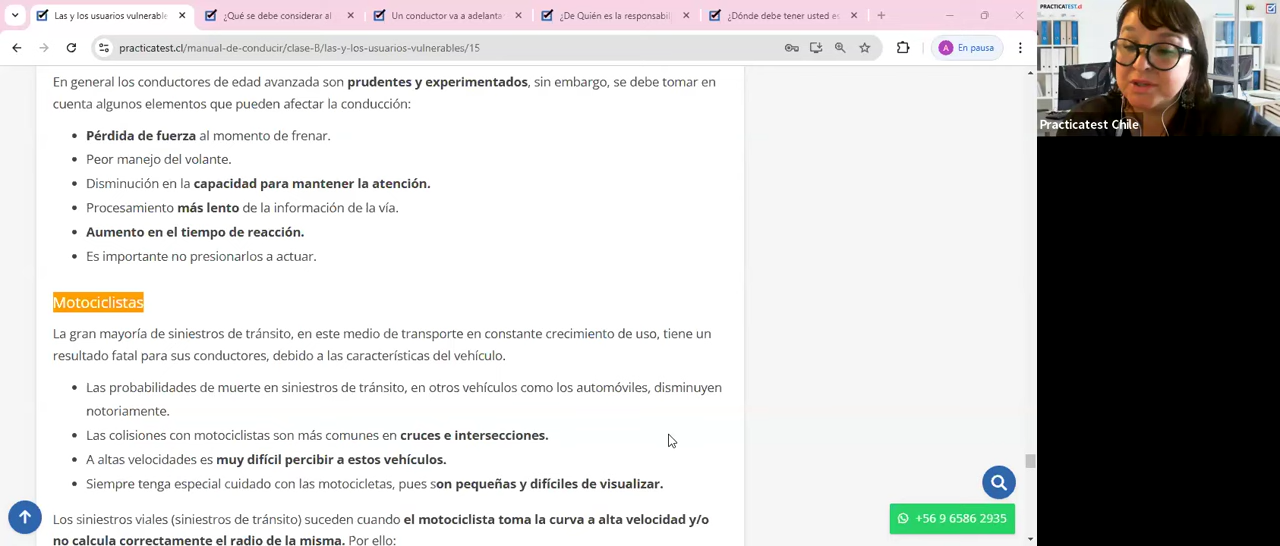 Las y los usuarios vulnerable
¿Qué se debe considerar al
Un conductor va a adelanta
¿De Quién es la responsabil
¿Dónde debe tener usted e
practicatest.cl/manual-de-conducir/clase-B/las-y-los-usuarios-vulnerables/15
A
En pausa
PRACTICATEST.cl
Practicatest Chile
En general los conductores de edad avanzada son prudentes y experimentados, sin embargo, se debe tomar en
cuenta algunos elementos que pueden afectar la conducción:
• Pérdida de fuerza al momento de frenar.
• Peor manejo del volante.
• Disminución en la capacidad para mantener la atención.
• Procesamiento más lento de la información de la vía.
• Aumento en el tiempo de reacción.
• Es importante no presionarlos a actuar.
Motociclistas
La gran mayoría de siniestros de tránsito, en este medio de transporte en constante crecimiento de uso, tiene un
resultado fatal para sus conductores, debido a las características del vehículo.
• Las probabilidades de muerte en siniestros de tránsito, en otros vehículos como los automóviles, disminuyen
notoriamente.
• Las colisiones con motociclistas son más comunes en cruces e intersecciones.
• A altas velocidades es muy difícil percibir a estos vehículos.
• Siempre tenga especial cuidado con las motocicletas, pues son pequeñas y difíciles de visualizar.
Los siniestros viales (siniestros de tránsito) suceden cuando el motociclista toma la curva a alta velocidad y/o
no calcula correctamente el radio de la misma. Por ello:
+56 9 6586 2935